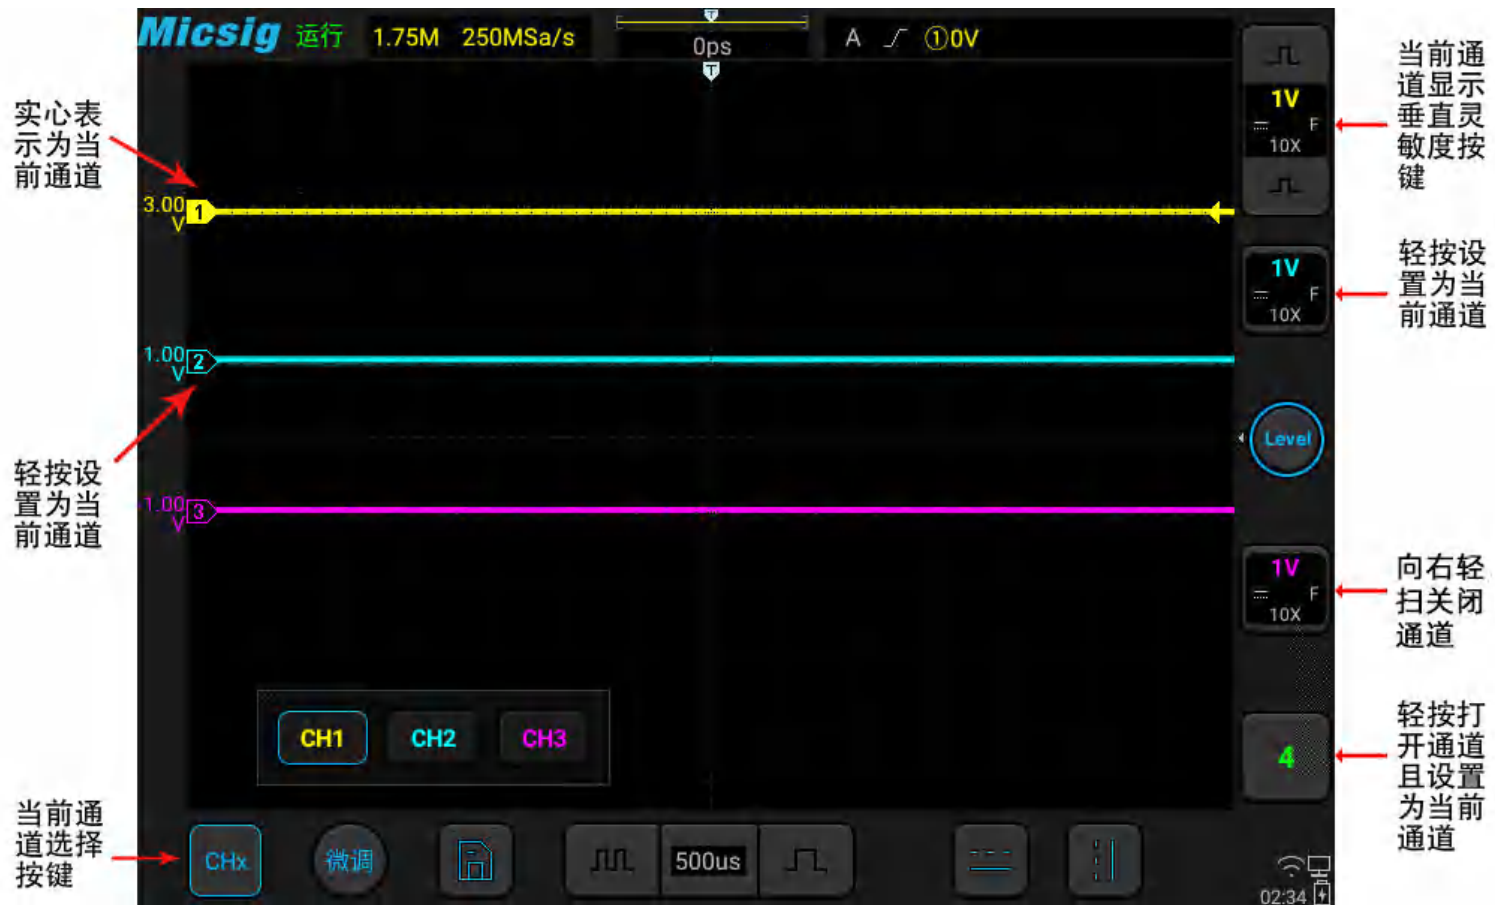 Micsig 运行 1.75M 250MSa/s
T
0ps
A ①0V
T
实心表
示为当
前通道
3.00
V
1
1.00
V
2
轻按设
置为当
前通道
1.00
V
3
CH1 CH2 CH3
当前通
道选择
按键
CHx 微调 500us
1V
F
10X
当前通
道显示
垂直灵
敏度按
键
1V
F
10X
轻按设
置为当
前通道
Level
1V
F
10X
向右轻
扫关闭
通道
4
轻按打
开通道
且设置
为当前
通道
02:34